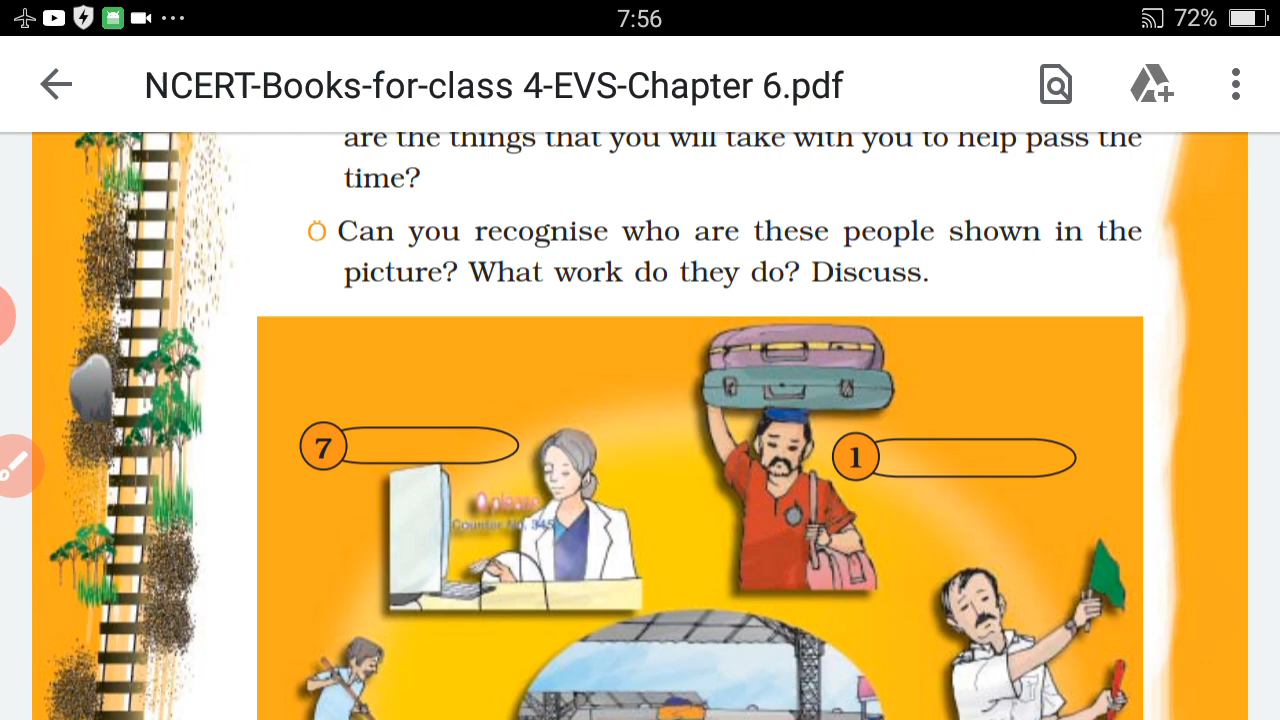 7:56
72%
NCERT-Books-for-class 4-EVS-Chapter 6.pdf
are the things that you will take with you to help pass the
time?
Can you recognise who are these people shown in the
picture? What work do they do? Discuss.
7
1
Q please
Counter No. 345